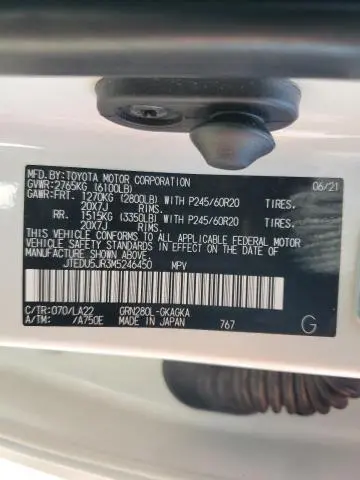 MFD.BY:TOYOTA MOTOR CORPORATION 06/21
GVWR:2765KG (6100LB)
GAWR:FRT. 1270KG (2800LB) WITH P245/60R20 TIRES.
20X7J RIMS.
RR. 1515KG (3350LB) WITH P245/60R20 TIRES.
20X7J RIMS.
THIS VEHICLE CONFORMS TO ALL APPLICABLE FEDERAL MOTOR
VEHICLE SAFETY STANDARDS IN EFFECT ON THE DATE OF
MANUFACTURE SHOWN ABOVE.
JTEDU5JR3M5246450 MPV
C/TR:070/LA22 GRN280L-GKAGKA
A/TM: /A750E MADE IN JAPAN 767 G